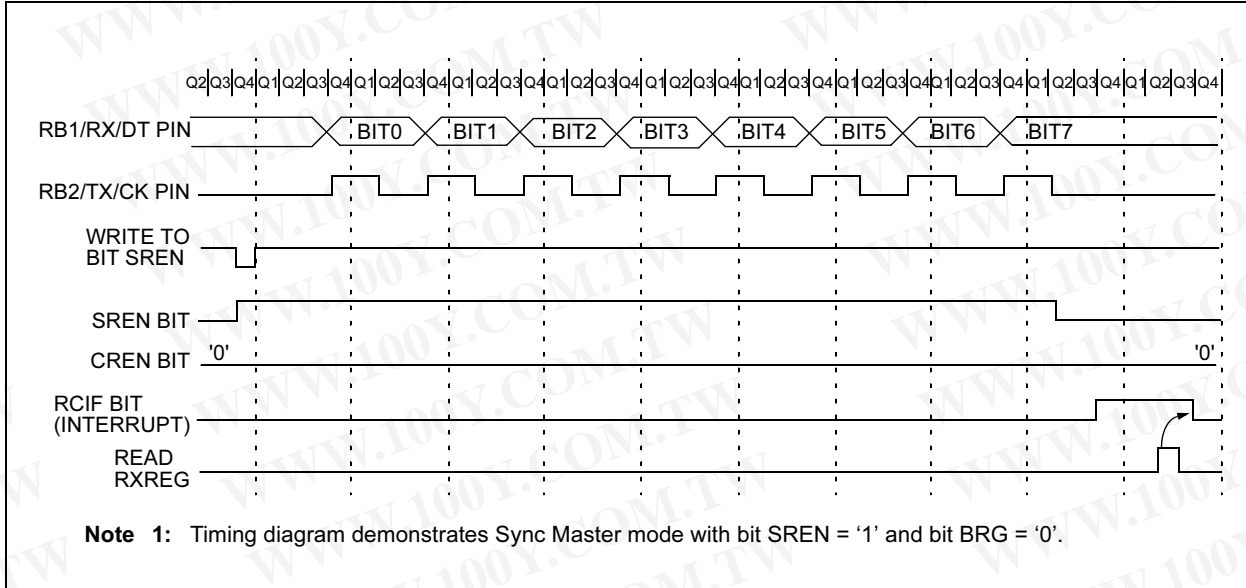 Q2 Q3 Q4 Q1 Q2 Q3 Q4 Q1 Q2 Q3 Q4 Q1 Q2 Q3 Q4 Q1 Q2 Q3 Q4 Q1 Q2 Q3 Q4 Q1 Q2 Q3 Q4 Q1 Q2 Q3 Q4 Q1 Q2 Q3 Q4 Q1 Q2 Q3 Q4 Q1 Q2 Q3 Q4
RB1/RX/DT PIN BIT0 BIT1 BIT2 BIT3 BIT4 BIT5 BIT6 BIT7
RB2/TX/CK PIN
WRITE TO
BIT SREN
SREN BIT
CREN BIT '0' '0'
RCIF BIT
(INTERRUPT)
READ
RXREG
Note 1: Timing diagram demonstrates Sync Master mode with bit SREN = ‘1’ and bit BRG = ‘0’.
WWW.100Y.COM.TW